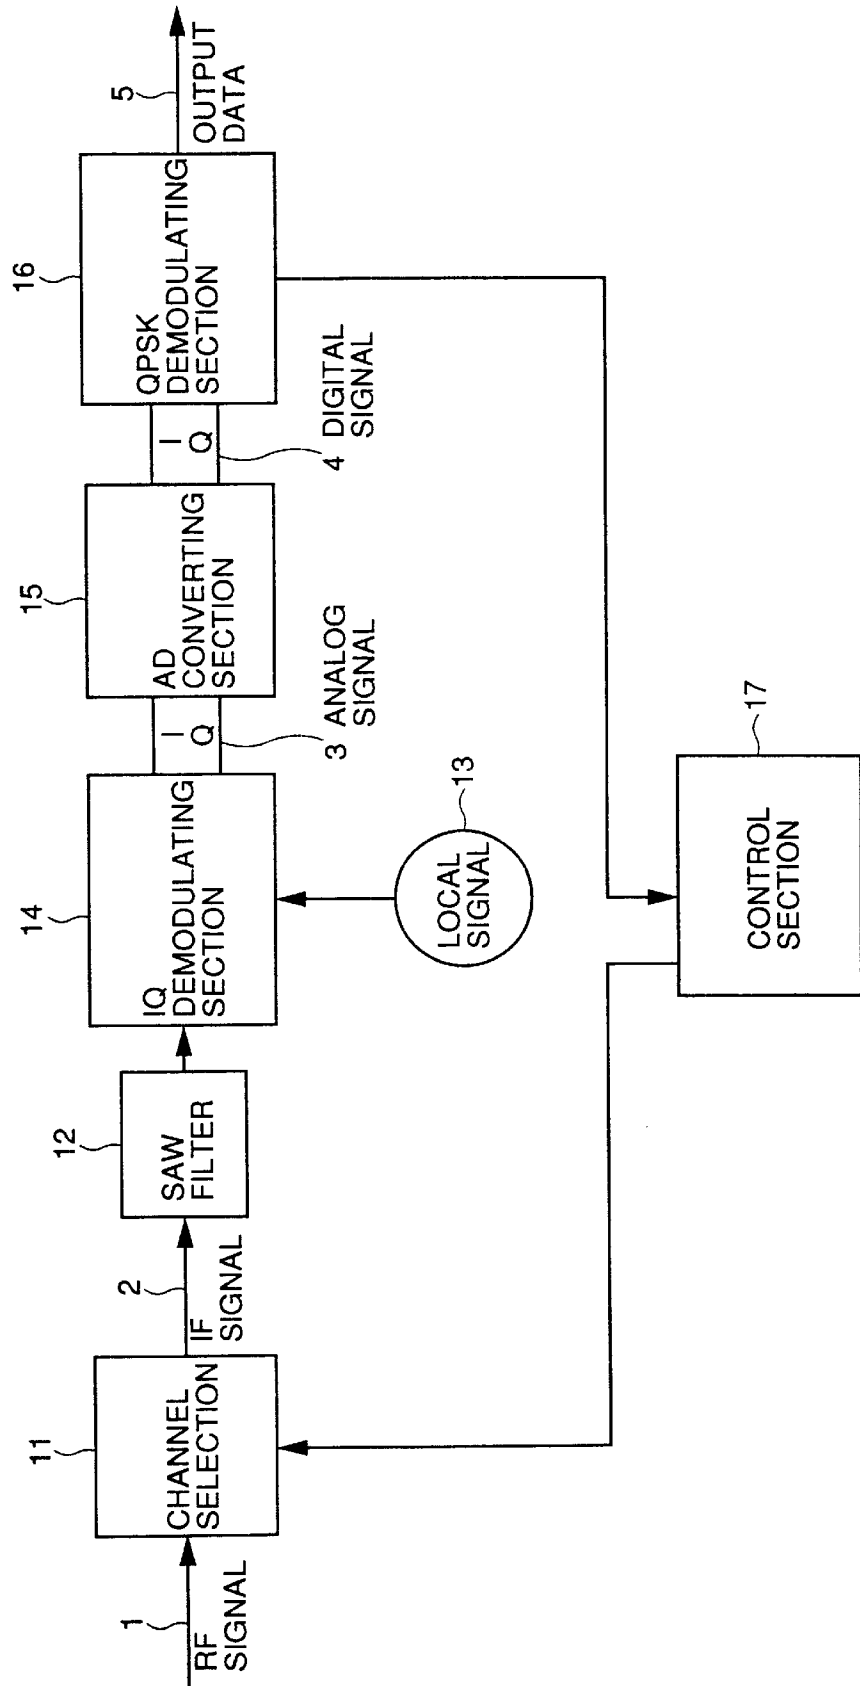 1
RF
SIGNAL
11
CHANNEL
SELECTION
2
IF
SIGNAL
12
SAW
FILTER
14
IQ
DEMODULATING
SECTION
I
Q
3 ANALOG
SIGNAL
15
AD
CONVERTING
SECTION
I
Q
4 DIGITAL
SIGNAL
16
QPSK
DEMODULATING
SECTION
5
OUTPUT
DATA
LOCAL
SIGNAL
13
CONTROL
SECTION
17